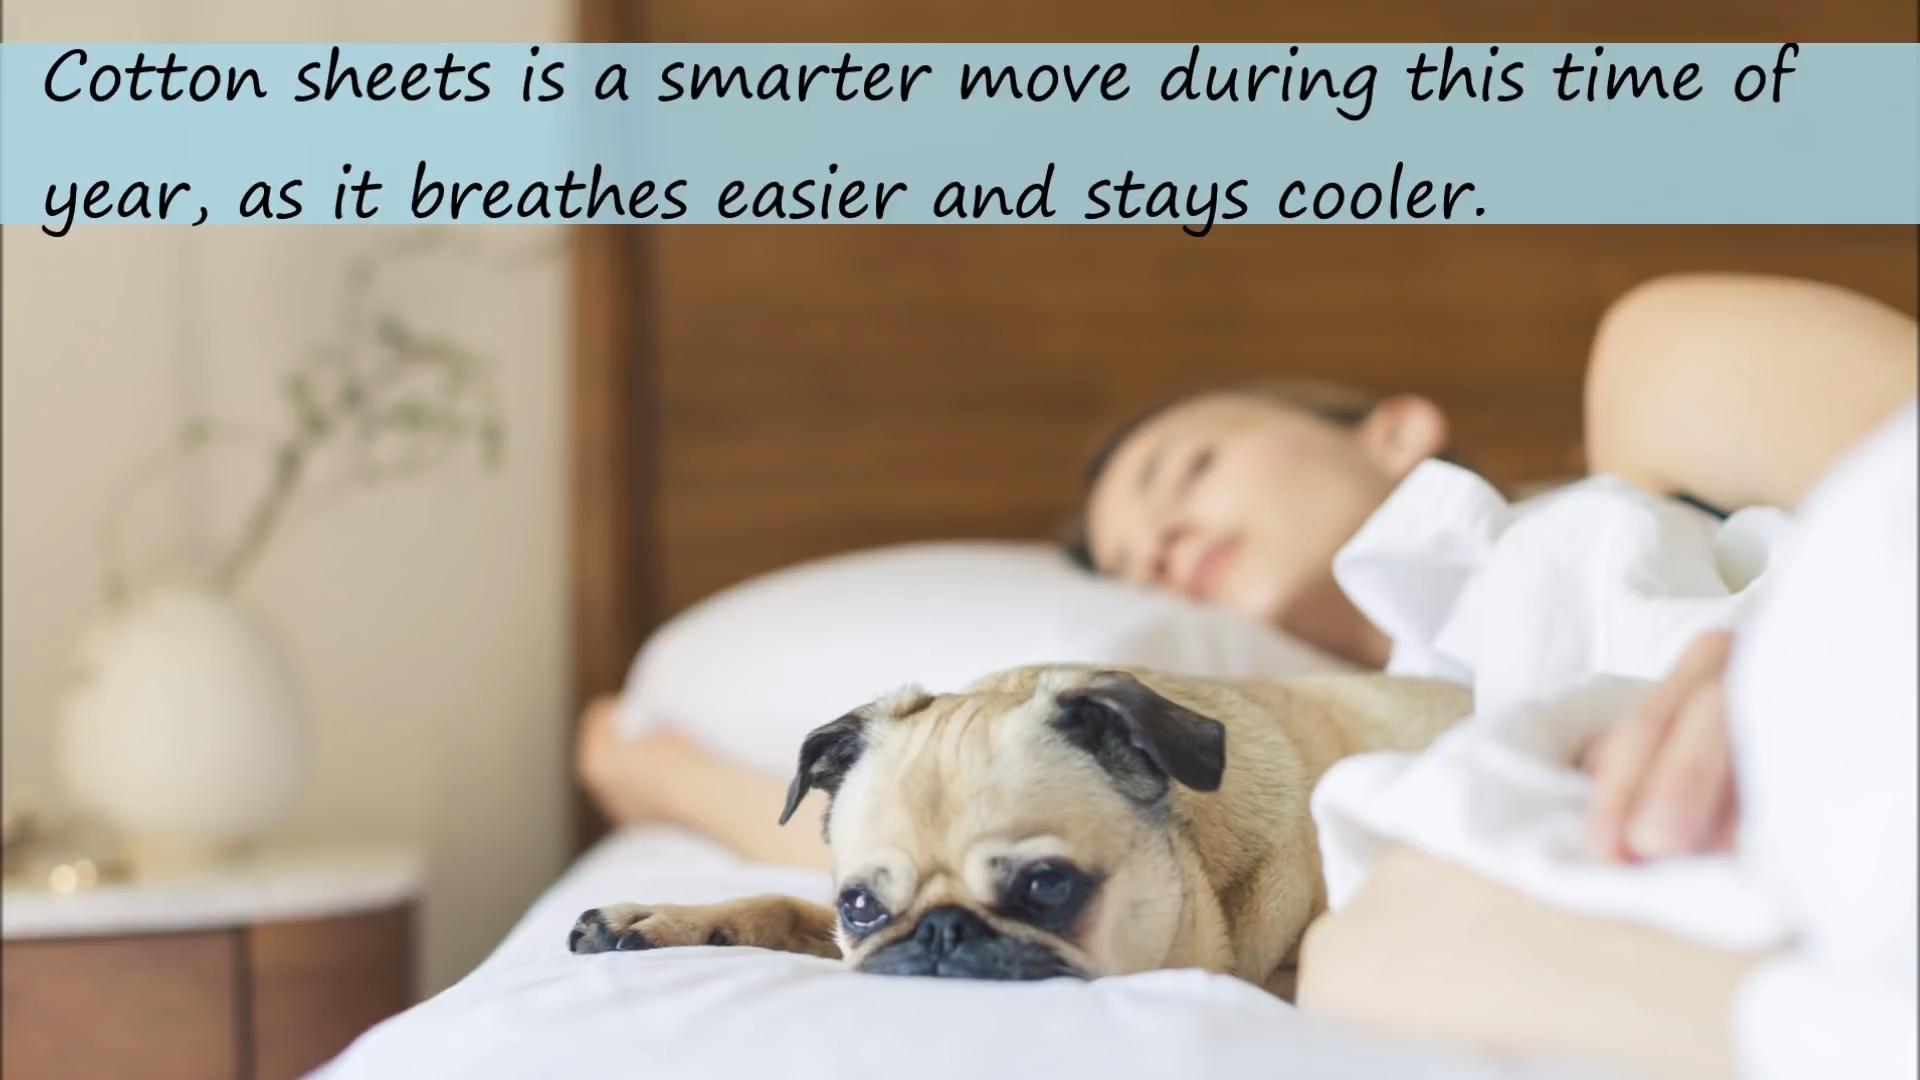 Cotton sheets is a smarter move during this time of
year, as it breathes easier and stays cooler.